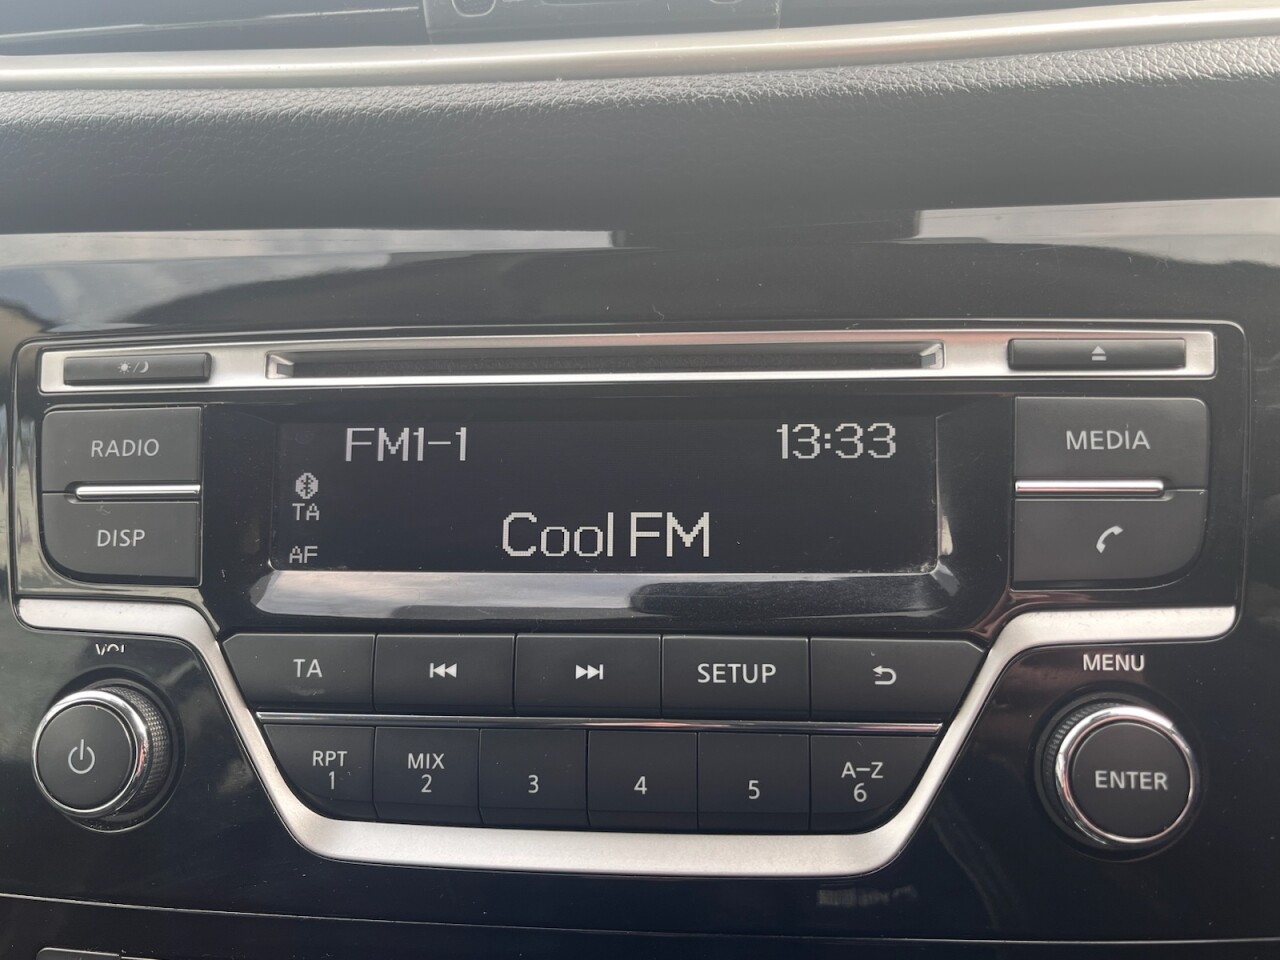 RADIO
DISP
FM1-1
13:33
TA
AF
Cool FM
MEDIA
VOL
TA
SETUP
MENU
RPT
1
MIX
2
3
4
5
A-Z
6
ENTER